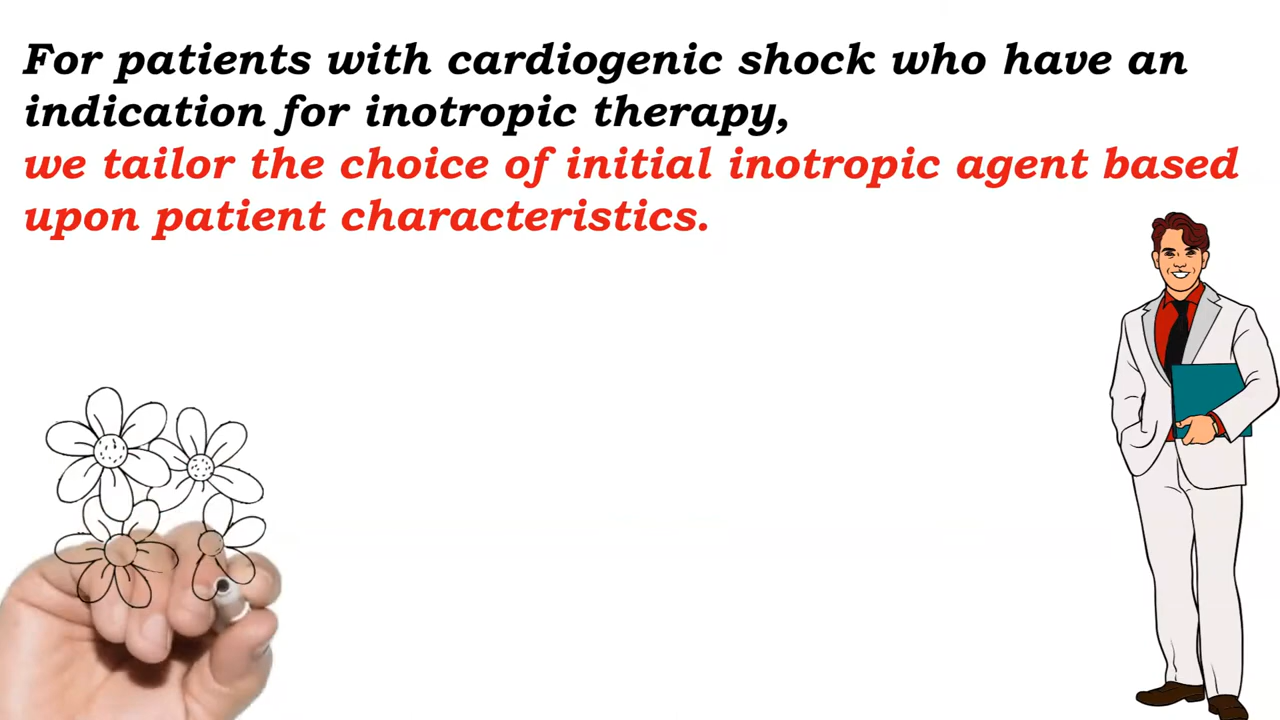 For patients with cardiogenic shock who have an
indication for inotropic therapy,
we tailor the choice of initial inotropic agent based
upon patient characteristics.